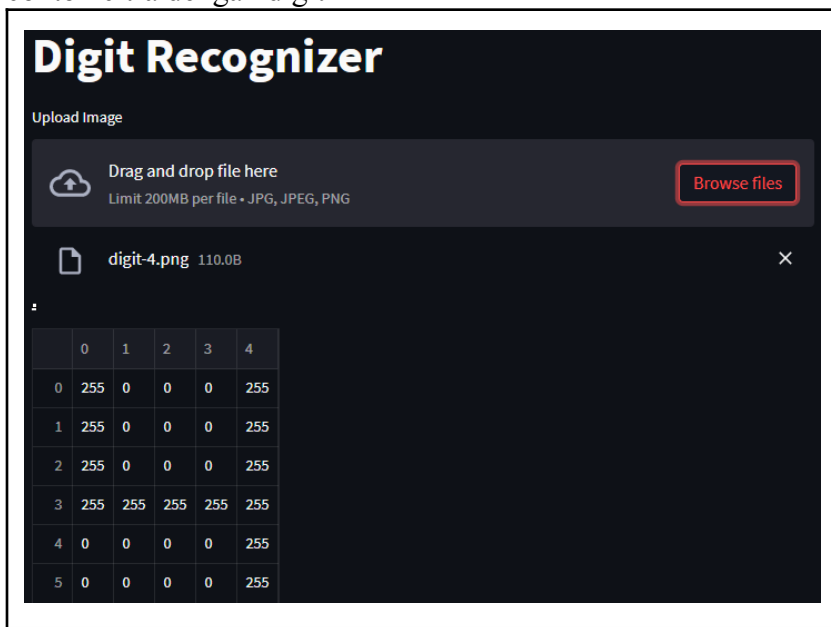 Digit Recognizer
Upload Image
Drag and drop file here
Limit 200MB per file • JPG, JPEG, PNG
Browse files
digit-4.png 110.0B
0 1 2 3 4
0 255 0 0 0 255
1 255 0 0 0 255
2 255 0 0 0 255
3 255 255 255 255 255
4 0 0 0 0 255
5 0 0 0 0 255